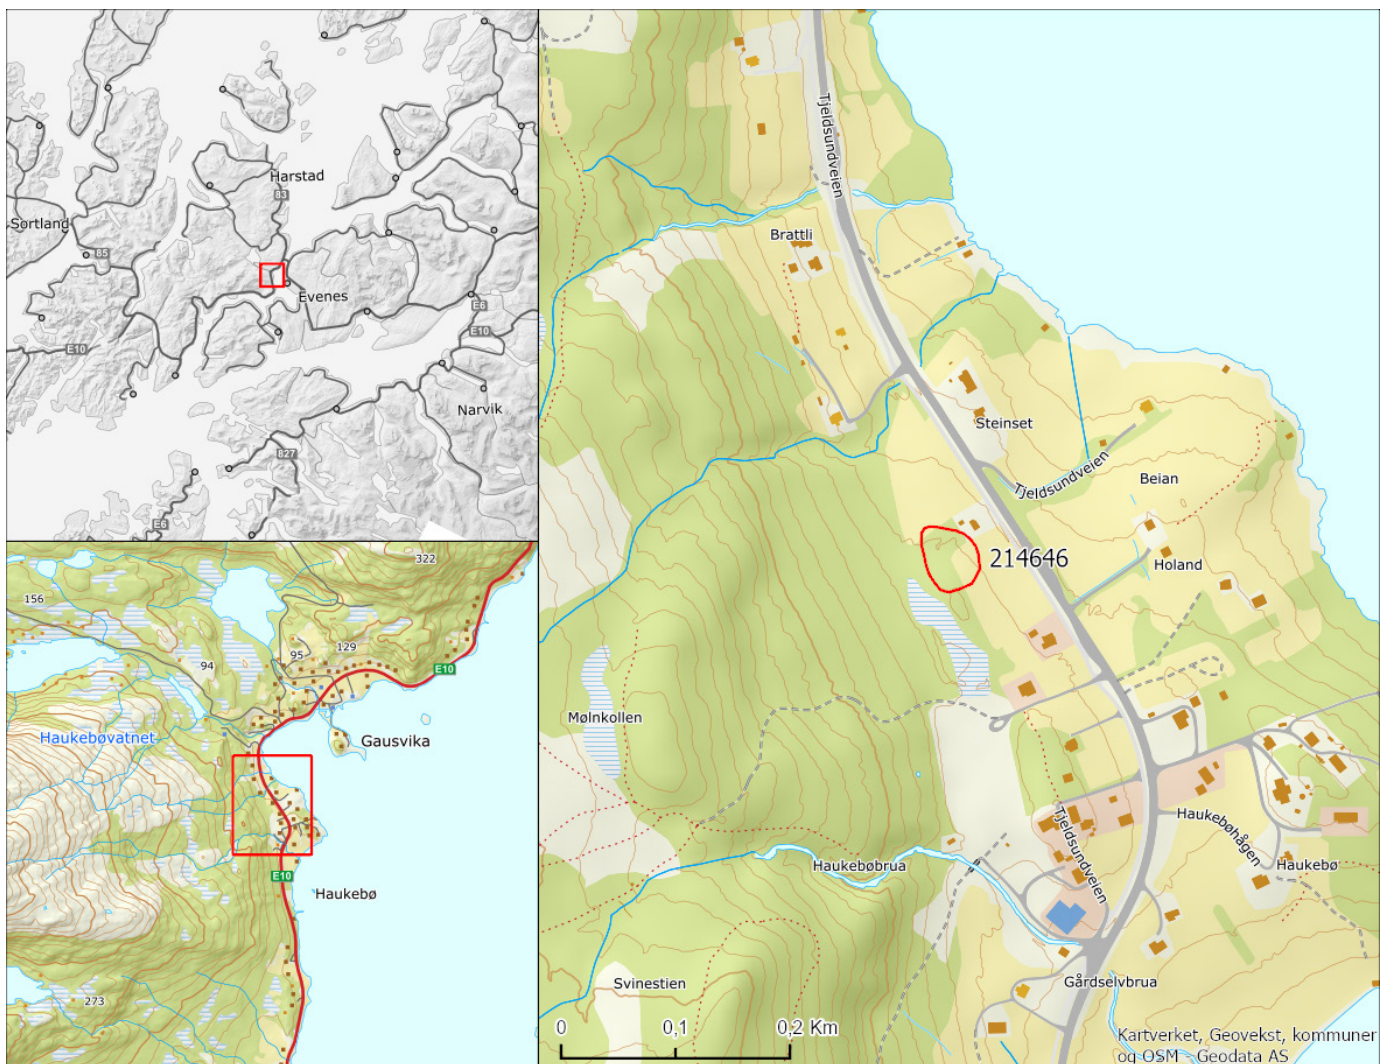 Harstad
83
Sortland
85
Evenes
E6
E10
E10
Narvik
827
E6
322
156
129
95
94
E10
Haukebøvatnet
Gausvika
E10
Haukebø
273
Tjeldsundveien
Brattli
Steinset
Tjeldsundveien
Beian
214646
Holand
Mølnkollen
Haukebøbrua
Tjeldsundveien
Haukebøhågen
Haukebø
Svinestien
Gårdselvbrua
0 0,1 0,2 Km
Kartverket, Geovekst, kommuner
og OSM - Geodata AS